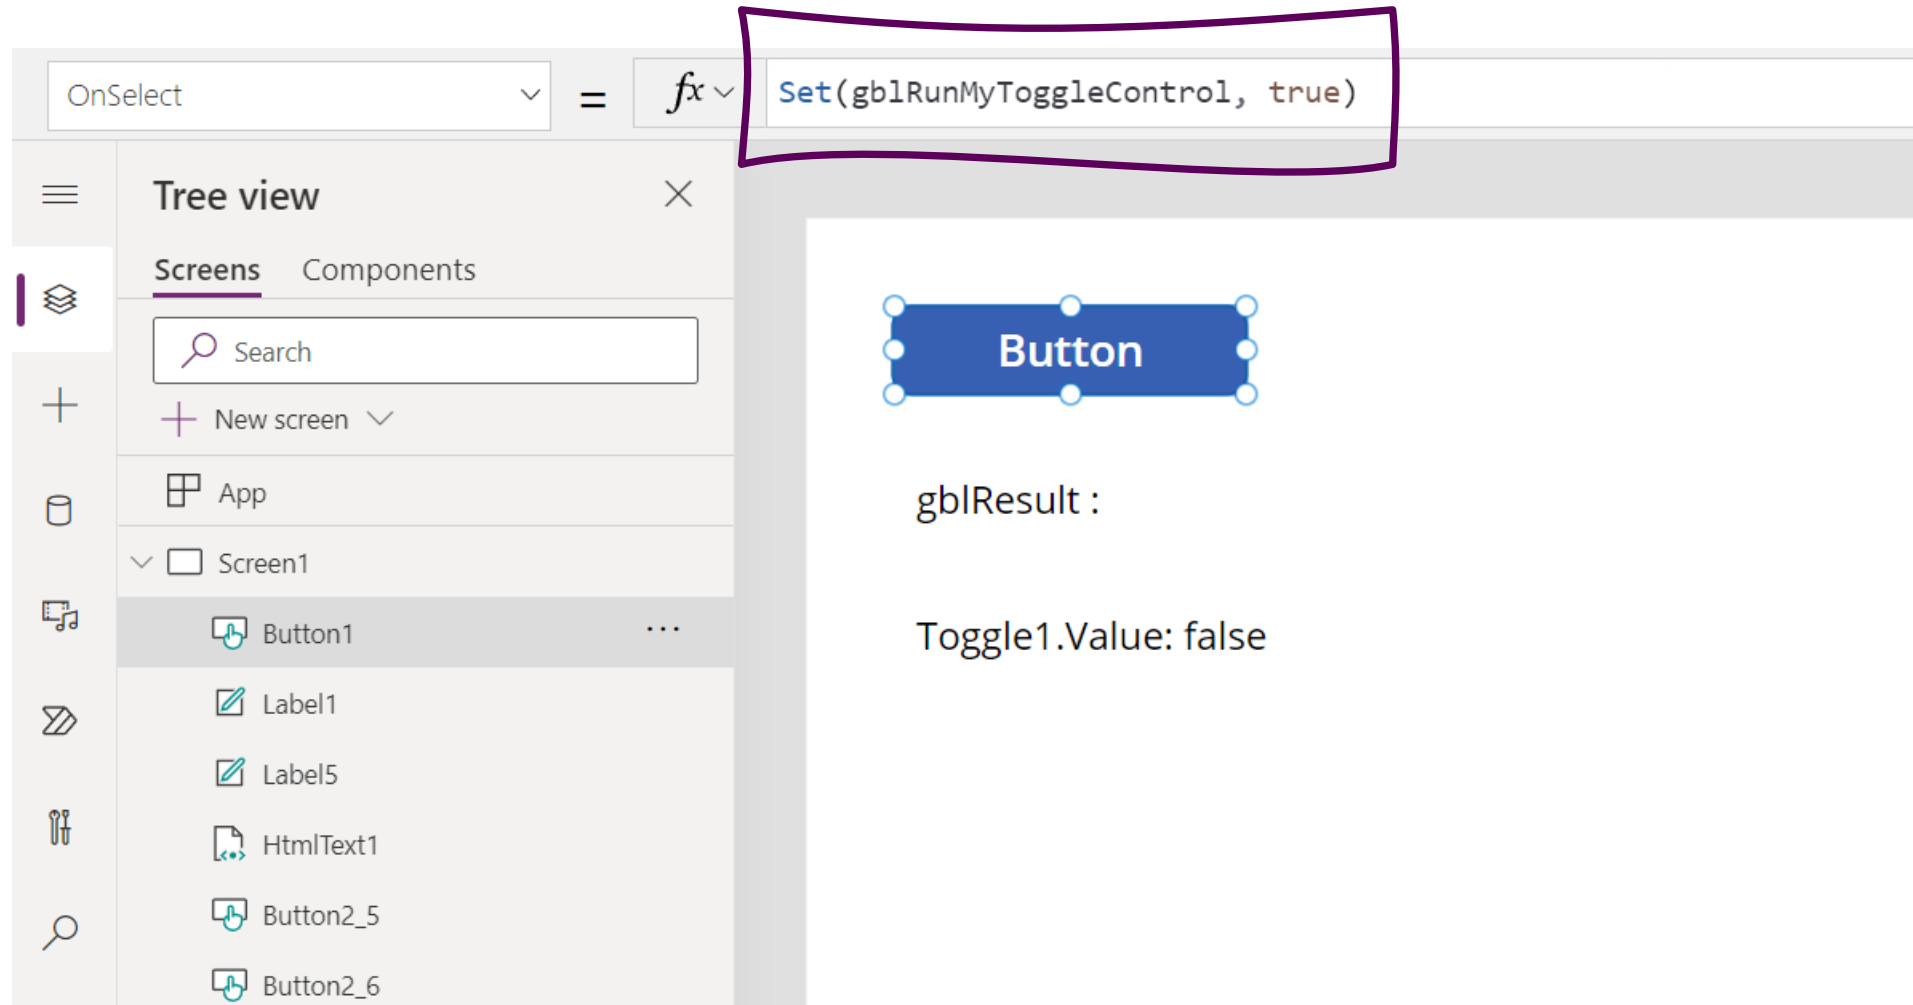 OnSelect = fx Set(gblRunMyToggleControl, true)
Tree view
Screens Components
Search
New screen
App
Screen1
Button1
Label1
Label5
HtmlText1
Button2_5
Button2_6
Button
gblResult :
Toggle1.Value: false